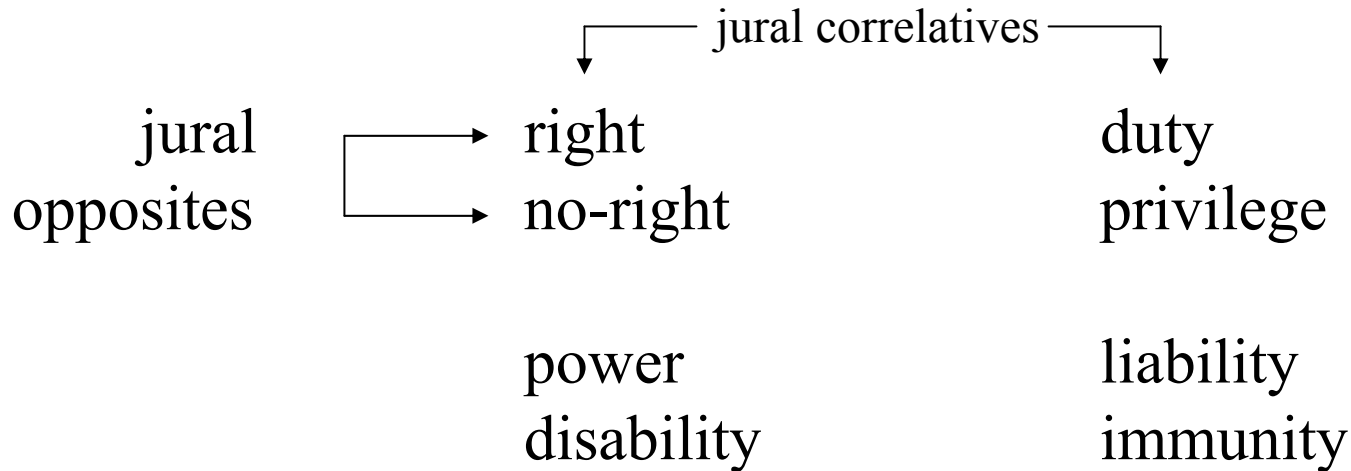 jural correlatives
jural right duty
opposites no-right privilege
power liability
disability immunity